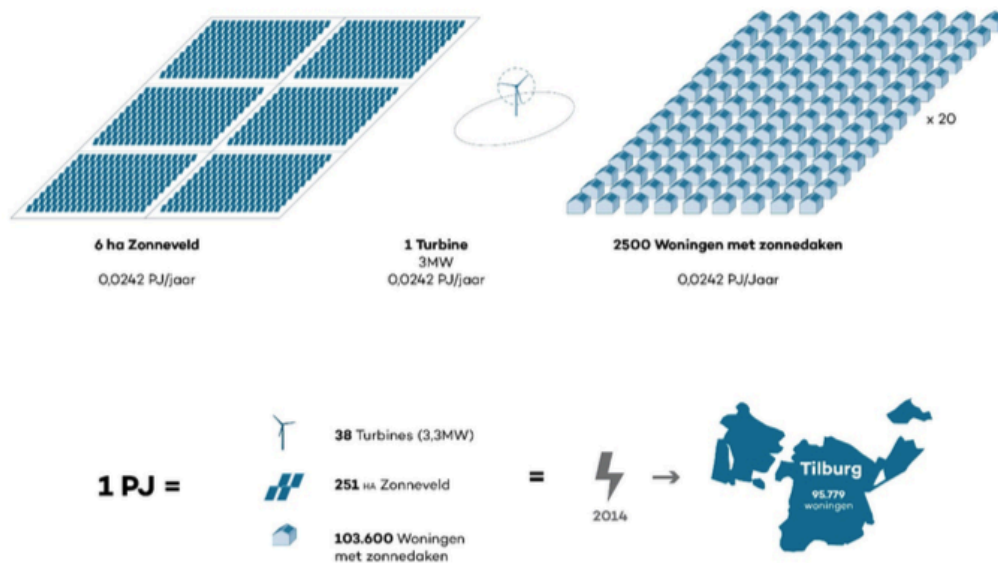 x 20
6 ha Zonneveld
0,0242 PJ/jaar
1 Turbine
3MW
0,0242 PJ/jaar
2500 Woningen met zonnedaken
0,0242 PJ/Jaar
1 PJ =
38 Turbines (3,3MW)
251 HA Zonneveld
103.600 Woningen
met zonnedaken
=
2014
→
Tilburg
95.779
woningen